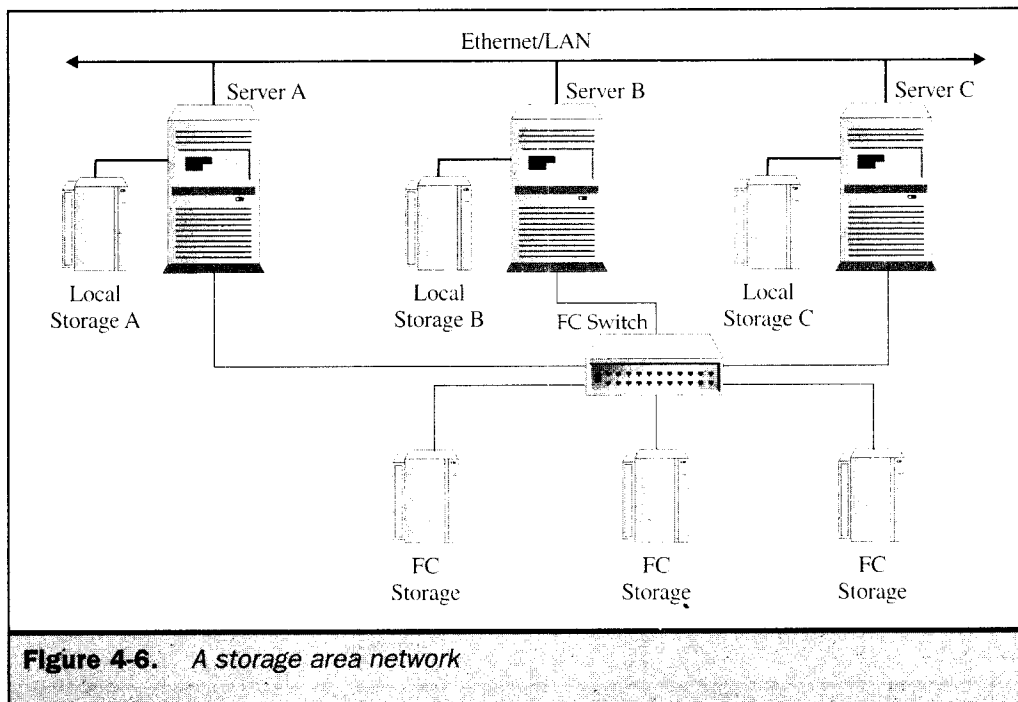 Ethernet/LAN
Server A
Server B
Server C
Local
Storage A
Local
Storage B
FC Switch
Local
Storage C
FC
Storage
FC
Storage
FC
Storage
Figure 4-6. A storage area network